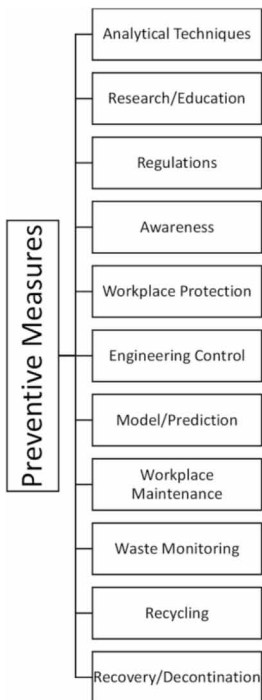 Preventive Measures
Analytical Techniques
Research/Education
Regulations
Awareness
Workplace Protection
Engineering Control
Model/Prediction
Workplace
Maintenance
Waste Monitoring
Recycling
Recovery/Decontination